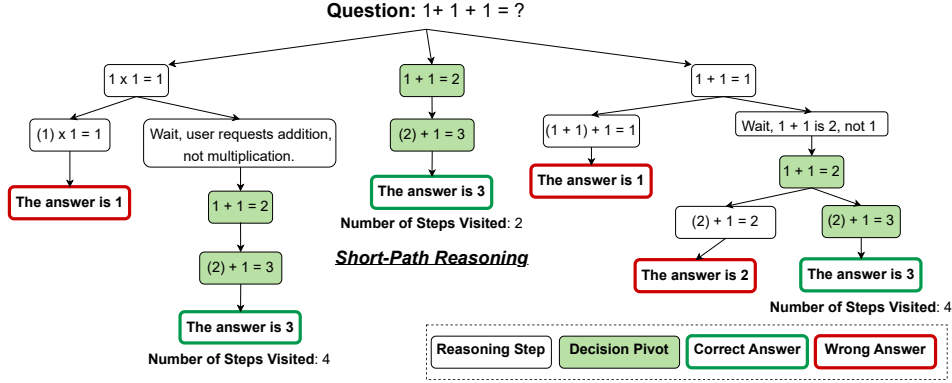 Question: 1+ 1 + 1 = ?
1 x 1 = 1
1 + 1 = 2
1 + 1 = 1
(1) x 1 = 1
Wait, user requests addition,
not multiplication.
(2) + 1 = 3
(1 + 1) + 1 = 1
Wait, 1 + 1 is 2, not 1
The answer is 1
1 + 1 = 2
The answer is 3
Number of Steps Visited: 2
The answer is 1
1 + 1 = 2
(2) + 1 = 3
(2) + 1 = 2
(2) + 1 = 3
Short-Path Reasoning
The answer is 3
Number of Steps Visited: 4
The answer is 2
The answer is 3
Number of Steps Visited: 4
Reasoning Step
Decision Pivot
Correct Answer
Wrong Answer